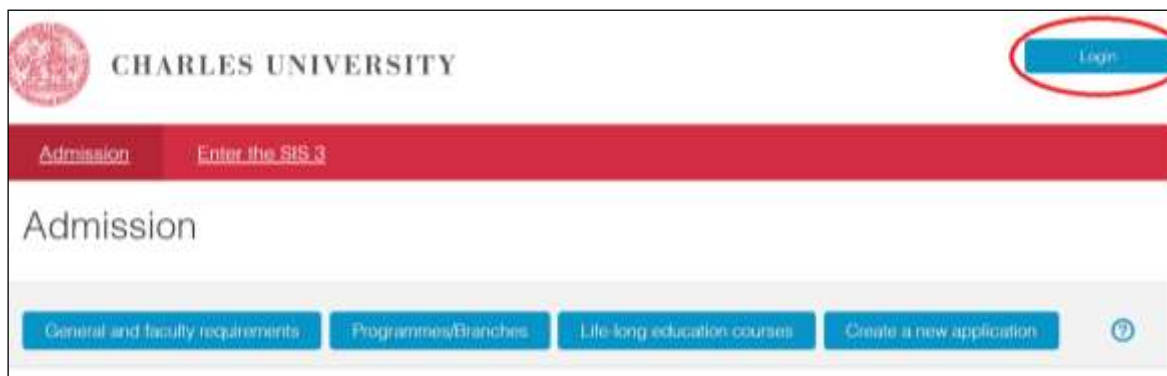 CHARLES UNIVERSITY
Login
Admission Enter the SIS 3
Admission
General and faculty requirements Programmes/Branches Life-long education courses Create a new application ?